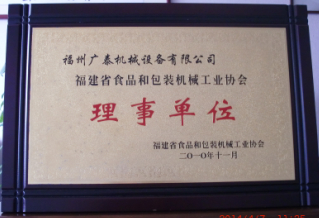 福州广泰机械设备有限公司
福建省食品和包装机械工业协会
理事单位
福建省食品和包装机械工业协会
二〇一〇年十一月